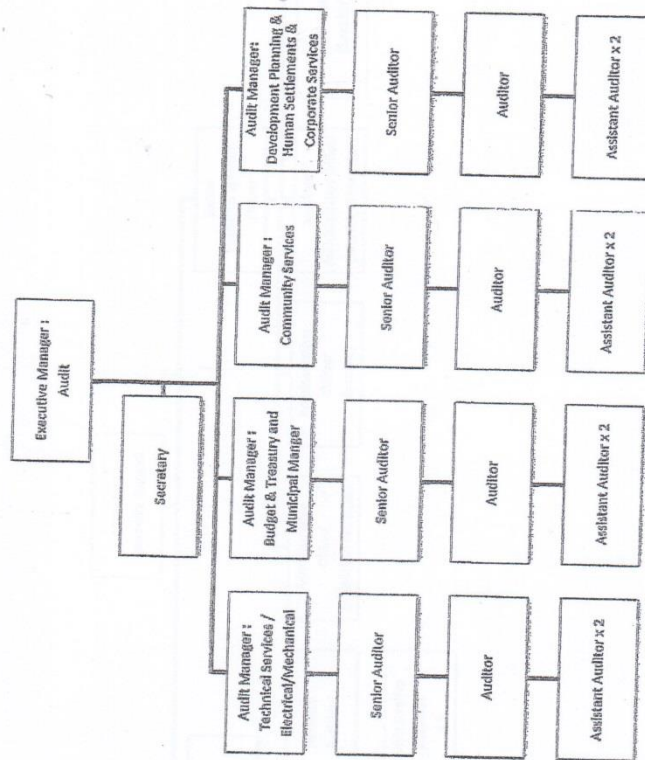 Executive Manager :
Audit
Secretary
Audit Manager :
Technical Services /
Electrical/Mechanical
Audit Manager :
Budget & Treasury and
Municipal Manger
Audit Manager :
Community Services
Audit Manager:
Development Planning &
Human Settlements &
Corporate Services
Senior Auditor
Senior Auditor
Senior Auditor
Senior Auditor
Auditor
Auditor
Auditor
Auditor
Assistant Auditor x 2
Assistant Auditor x 2
Assistant Auditor x 2
Assistant Auditor x 2